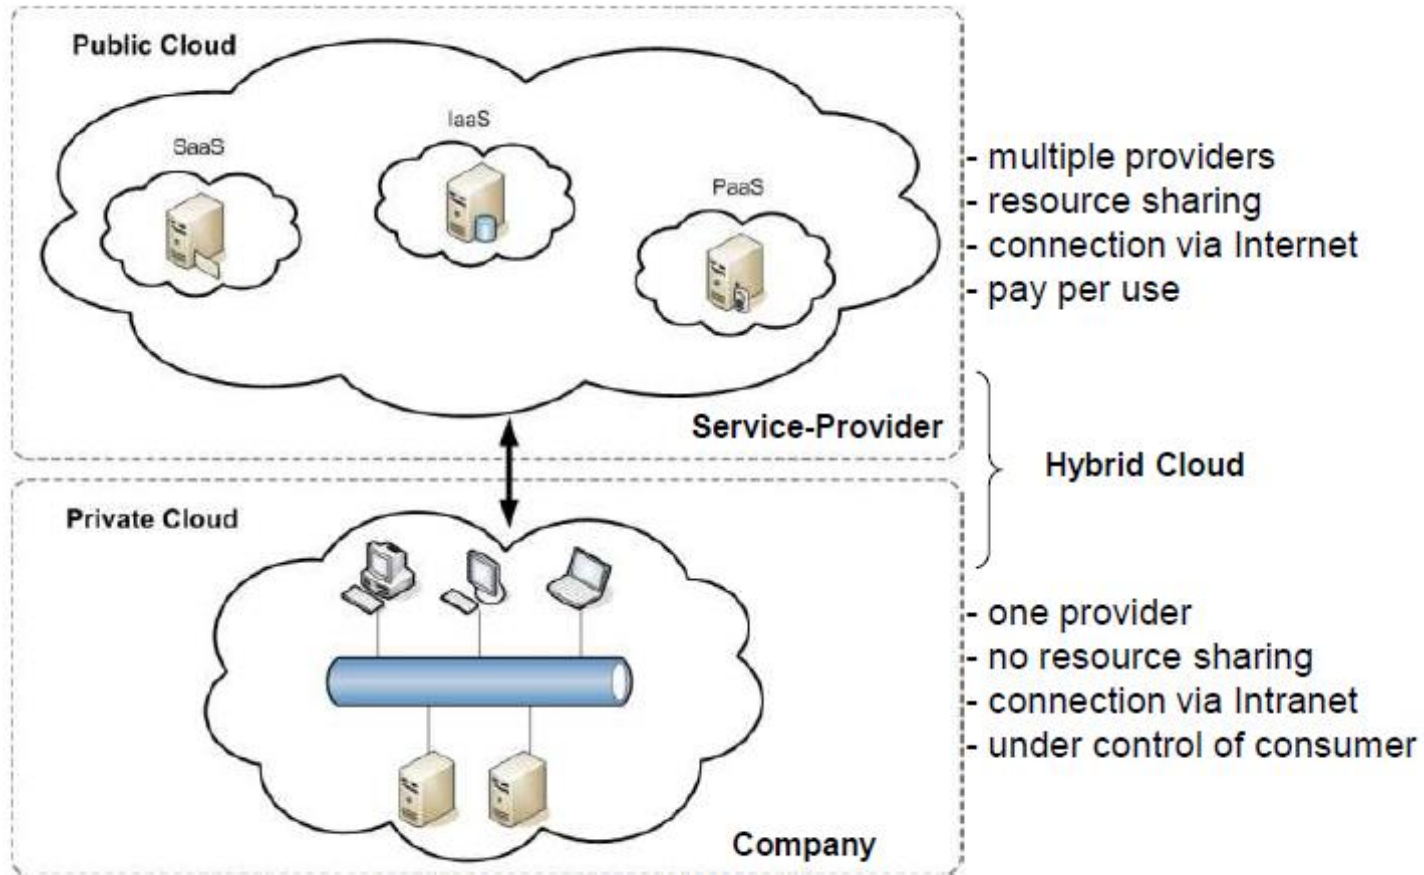 Public Cloud
IaaS
SaaS
PaaS
- multiple providers
- resource sharing
- connection via Internet
- pay per use
Service-Provider
Hybrid Cloud
Private Cloud
- one provider
- no resource sharing
- connection via Intranet
- under control of consumer
Company